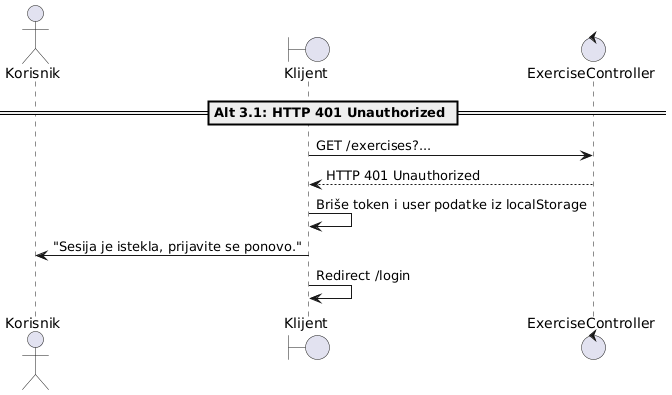 Korisnik
Klijent
ExerciseController
Alt 3.1: HTTP 401 Unauthorized
GET /exercises?...
HTTP 401 Unauthorized
Briše token i user podatke iz localStorage
"Sesija je istekla, prijavite se ponovo."
Redirect /login
Korisnik
Klijent
ExerciseController